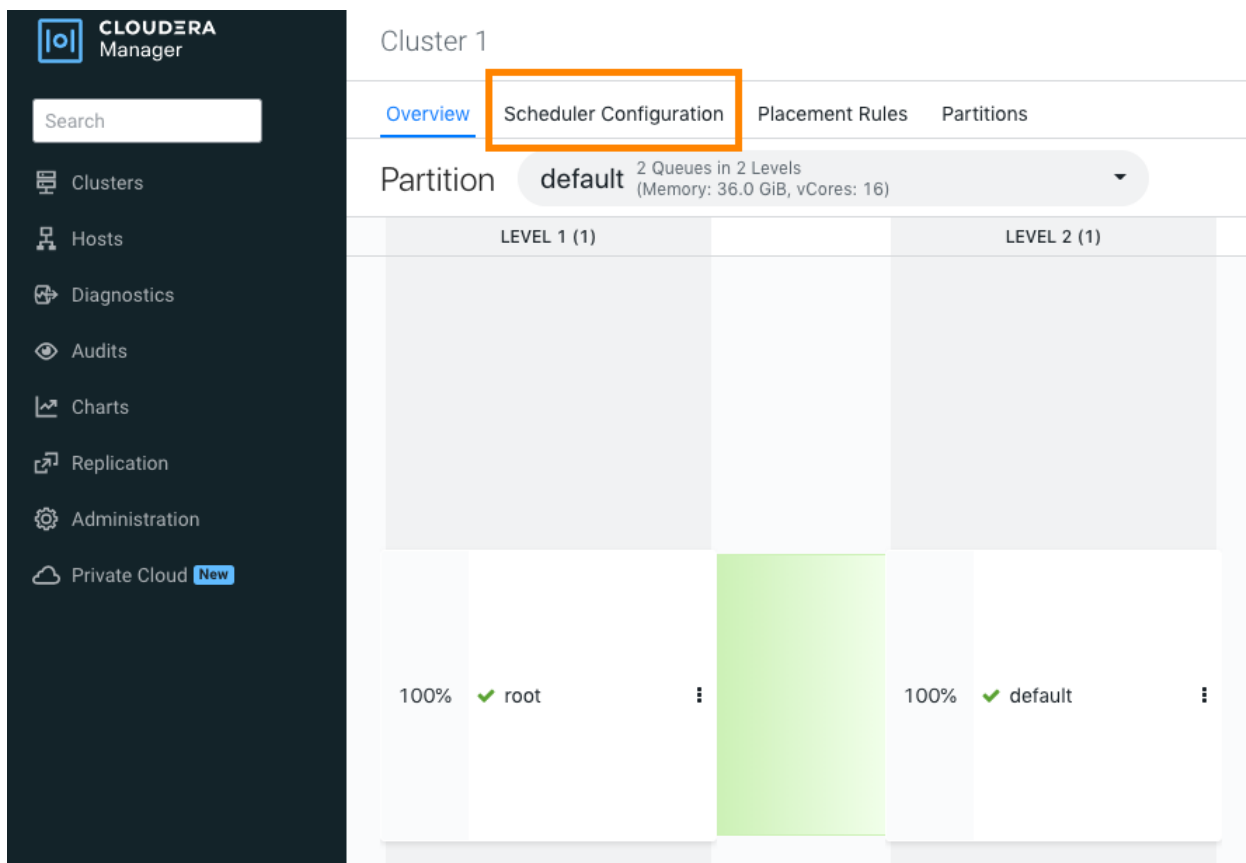 CLOUDERA
Manager
Search
Clusters
Hosts
Diagnostics
Audits
Charts
Replication
Administration
Private Cloud New
Cluster 1
Overview Scheduler Configuration Placement Rules Partitions
Partition default 2 Queues in 2 Levels
(Memory: 36.0 GiB, vCores: 16)
LEVEL 1 (1) LEVEL 2 (1)
100% root 100% default